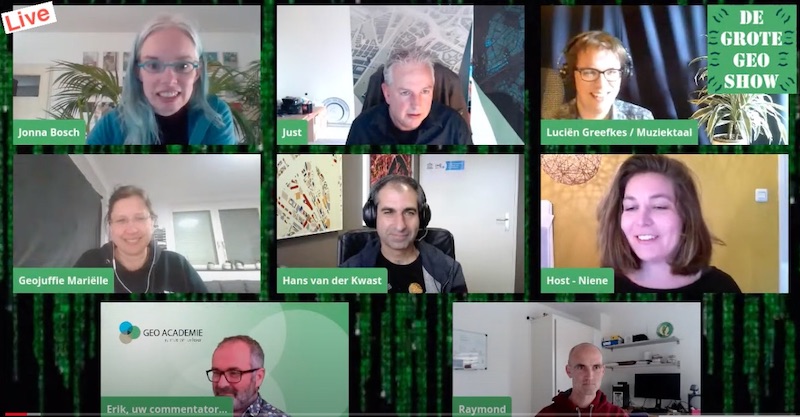 Live
DE
GROTE
GEO
SHOW
Jonna Bosch
Just
Luciën Greefkes / Muziektaal
Geojuffie Mariëlle
Hans van der Kwast
Host - Niene
GEO ACADEMIE
Erik, uw commentator...
Raymond